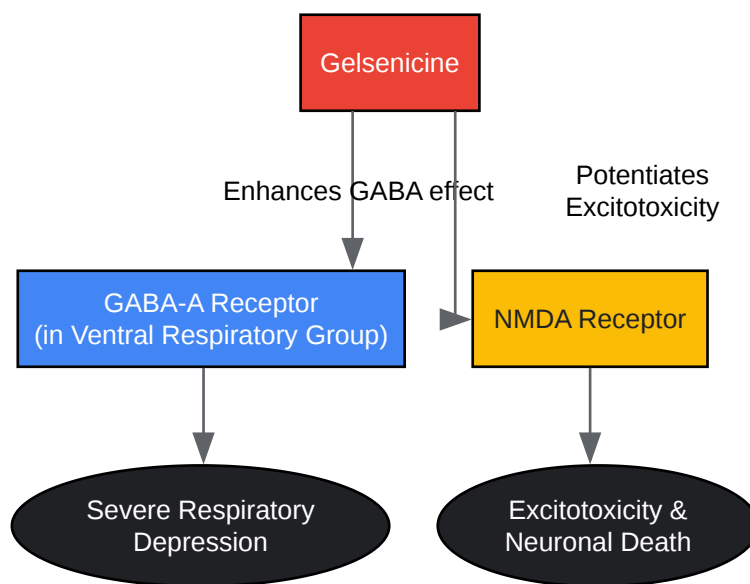 Gelsenicine
Enhances GABA effect
Potentiates
Excitotoxicity
GABA-A Receptor
(in Ventral Respiratory Group)
NMDA Receptor
Severe Respiratory
Depression
Excitotoxicity &
Neuronal Death